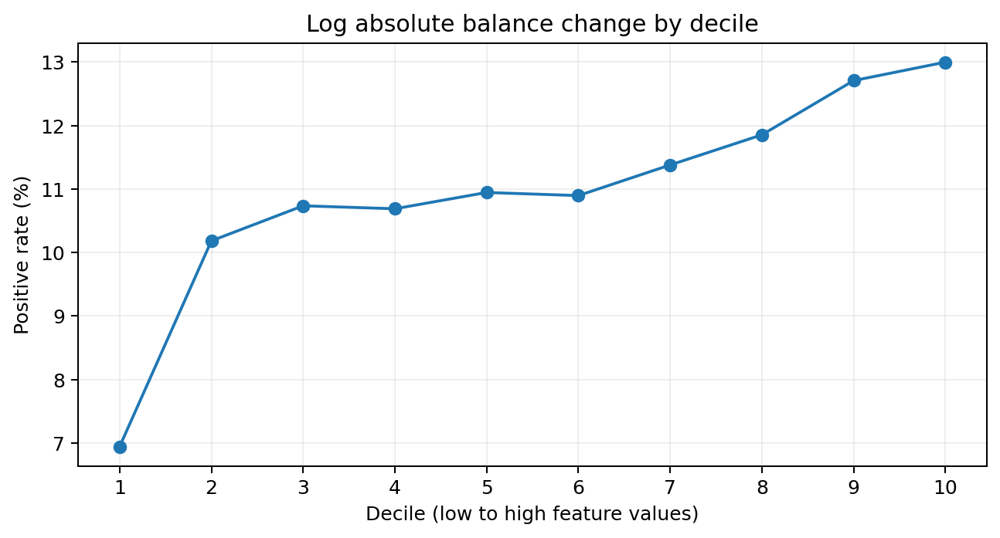 Log absolute balance change by decile
Positive rate (%)
13
12
11
10
9
8
7
1 2 3 4 5 6 7 8 9 10
Decile (low to high feature values)